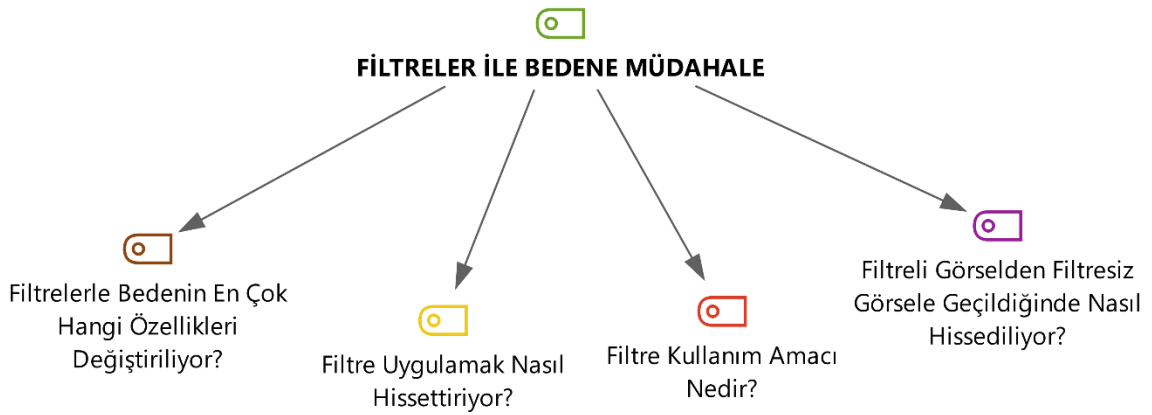 FİLTRELER İLE BEDENE MÜDAHALE
Filtrelerle Bedenin En Çok
Hangi Özellikleri
Değiştiriliyor?
Filtre Uygulamak Nasıl
Hissettiriyor?
Filtre Kullanım Amacı
Nedir?
Filtreli Görselden Filtresiz
Görsele Geçildiğinde Nasıl
Hissediliyor?